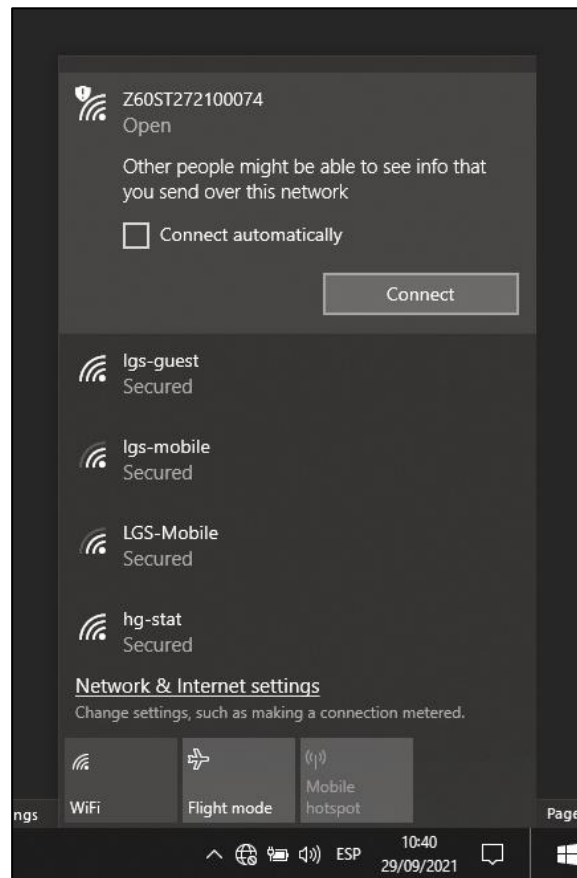 Z60ST272100074
Open
Other people might be able to see info that
you send over this network
Connect automatically
Connect
lgs-guest
Secured
lgs-mobile
Secured
LGS-Mobile
Secured
hg-stat
Secured
Network & Internet settings
Change settings, such as making a connection metered.
WiFi
Flight mode
Mobile
hotspot
ngs
Page
ESP
10:40
29/09/2021